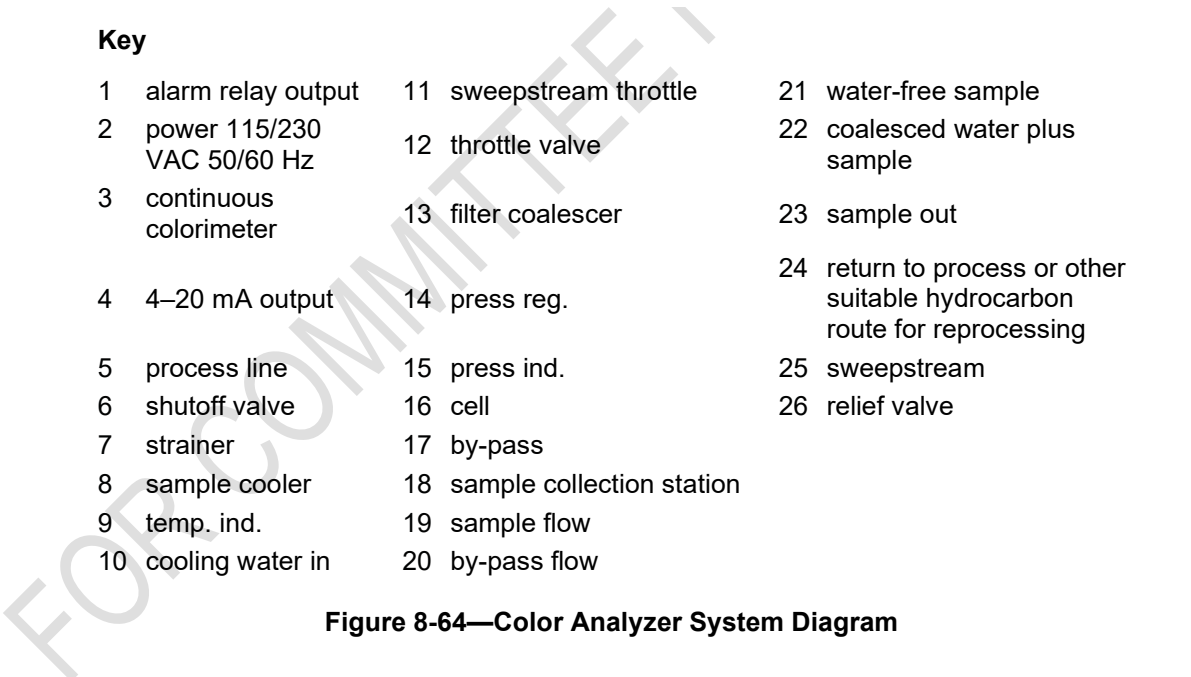 Key
1 alarm relay output
2 power 115/230
VAC 50/60 Hz
3 continuous
colorimeter
4 4–20 mA output
5 process line
6 shutoff valve
7 strainer
8 sample cooler
9 temp. ind.
10 cooling water in
11 sweepstream throttle
12 throttle valve
13 filter coalescer
14 press reg.
15 press ind.
16 cell
17 by-pass
18 sample collection station
19 sample flow
20 by-pass flow
21 water-free sample
22 coalesced water plus
sample
23 sample out
24 return to process or other
suitable hydrocarbon
route for reprocessing
25 sweepstream
26 relief valve
Figure 8-64—Color Analyzer System Diagram
FOR COMMITTEE